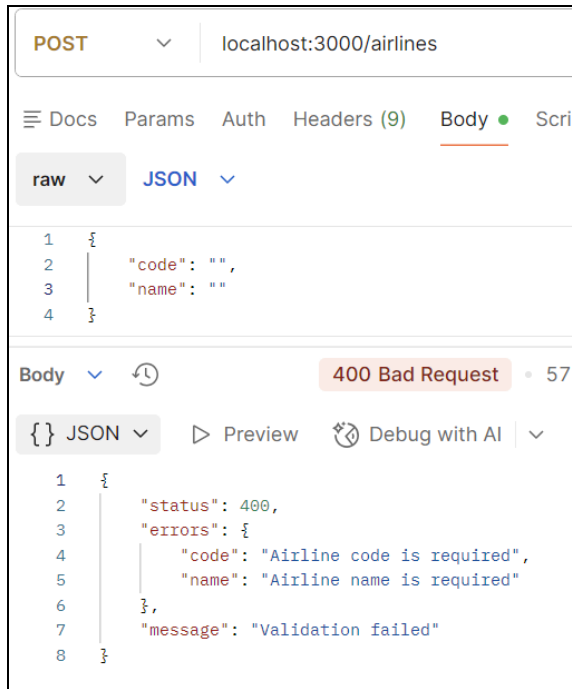 POST localhost:3000/airlines
Docs Params Auth Headers (9) Body Scri
raw JSON
1 {
2 "code": "",
3 "name": ""
4 }
Body 400 Bad Request 57
{} JSON Preview Debug with AI
1 {
2 "status": 400,
3 "errors": {
4 "code": "Airline code is required",
5 "name": "Airline name is required"
6 },
7 "message": "Validation failed"
8 }